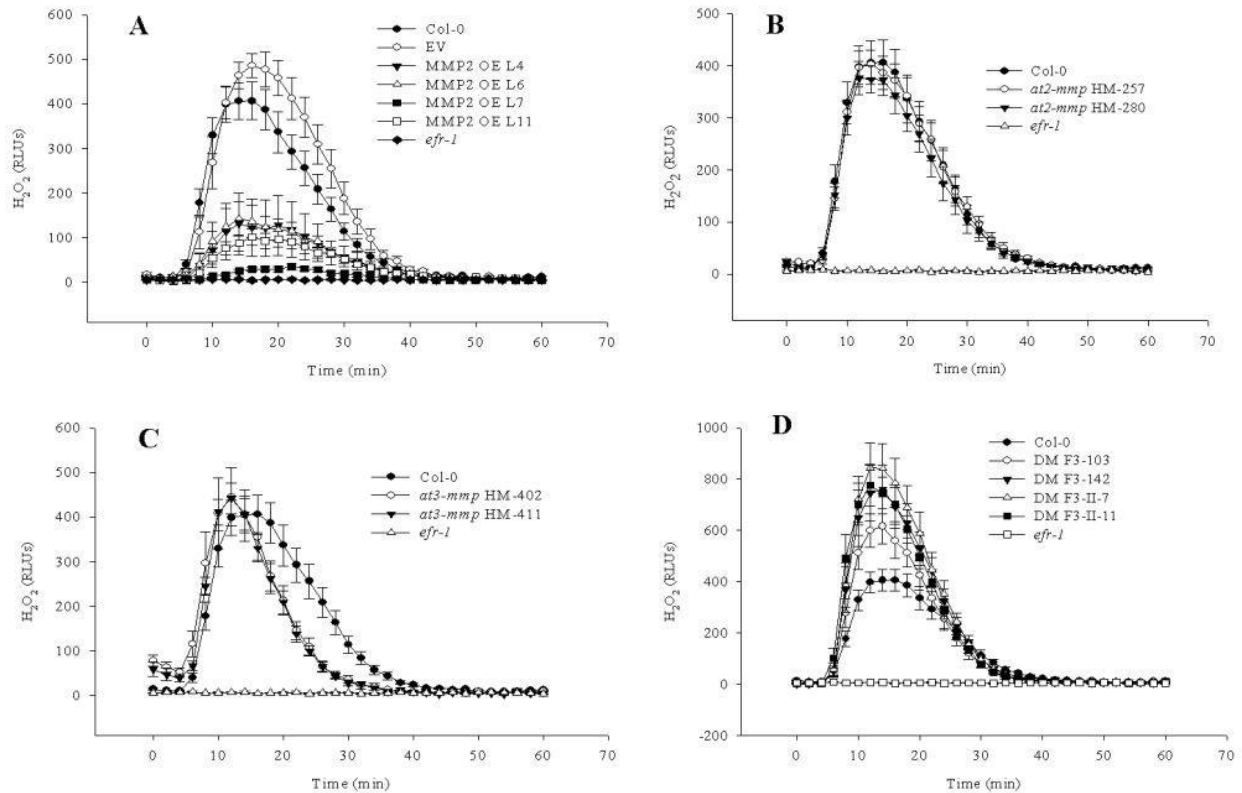 A
600
500
400
300
200
100
0
H2O2 (RLUs)
0 10 20 30 40 50 60 70
Time (min)
Col-0
EV
MMP2 OE L4
MMP2 OE L6
MMP2 OE L7
MMP2 OE L11
efr-1
B
500
400
300
200
100
0
-100
H2O2 (RLUs)
0 10 20 30 40 50 60 70
Time (min)
Col-0
at2-mmp HM-257
at2-mmp HM-280
efr-1
C
600
500
400
300
200
100
0
H2O2 (RLUs)
0 10 20 30 40 50 60 70
Time (min)
Col-0
at3-mmp HM-402
at3-mmp HM-411
efr-1
D
1000
800
600
400
200
0
-200
H2O2 (RLUs)
0 10 20 30 40 50 60 70
Time (min)
Col-0
DM F3-103
DM F3-142
DM F3-II-7
DM F3-II-11
efr-1